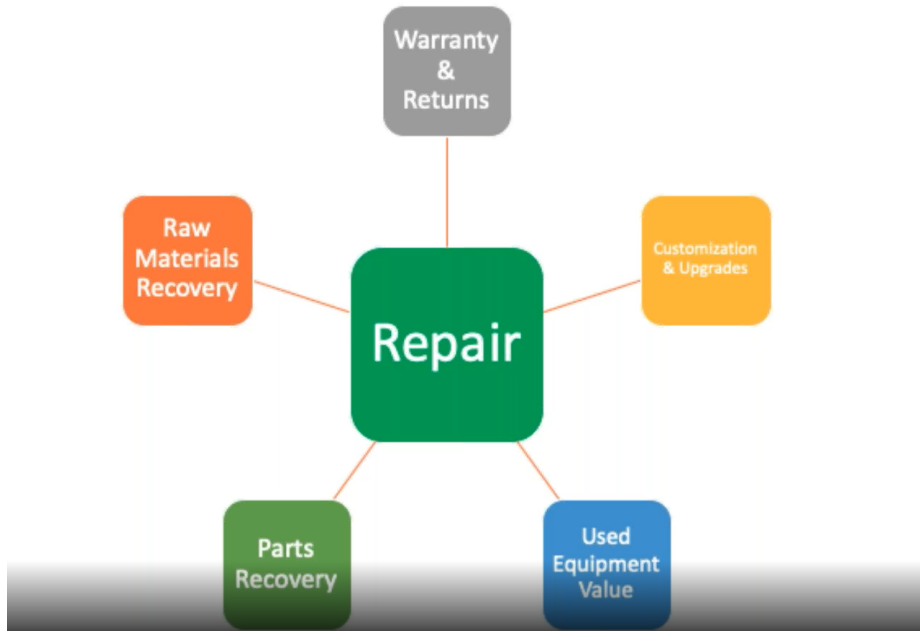 Warranty
&
Returns
Raw
Materials
Recovery
Customization
& Upgrades
Repair
Parts
Recovery
Used
Equipment
Value